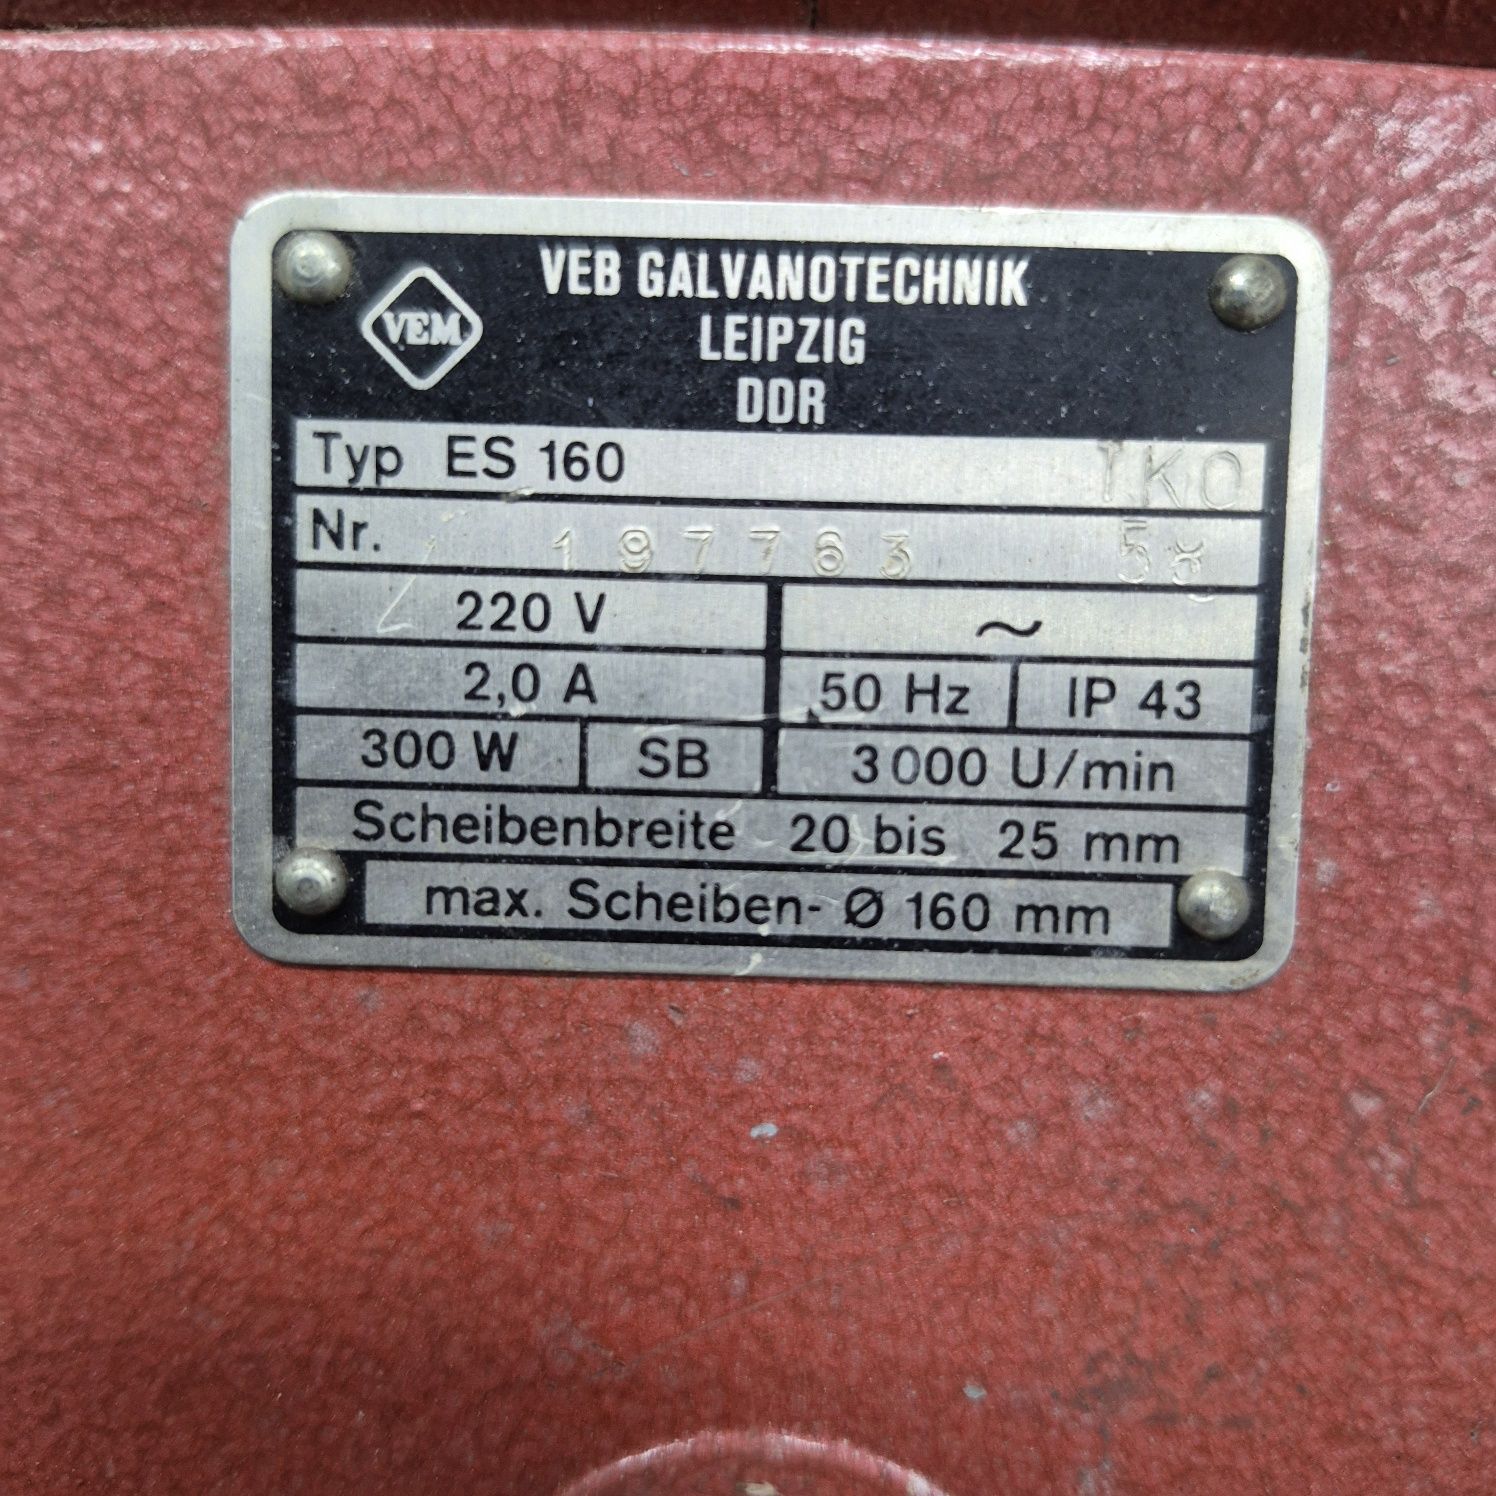 VEM
VEB GALVANOTECHNIK
LEIPZIG
DDR
Typ ES 160 TKO
Nr. 197763 58
220 V ~
2,0 A 50 Hz IP 43
300 W SB 3000 U/min
Scheibenbreite 20 bis 25 mm
max. Scheiben- Ø 160 mm